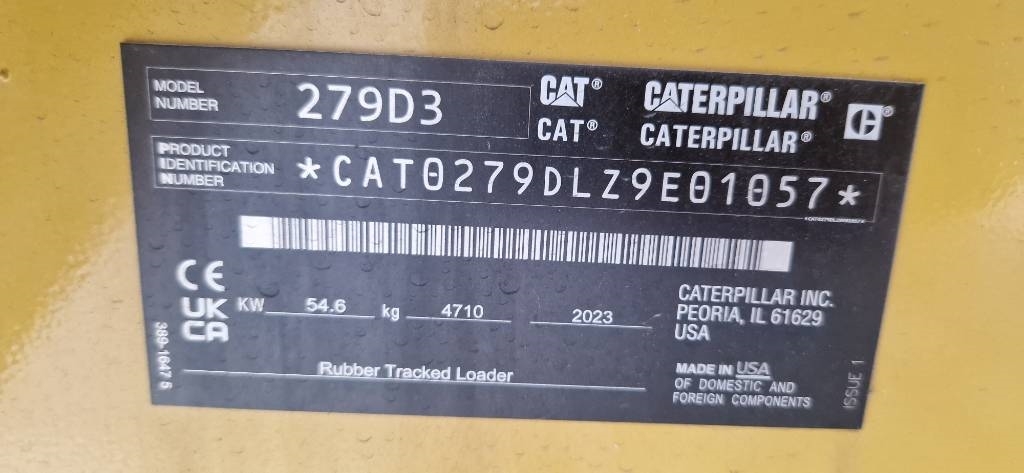 MODEL
NUMBER
279D3
CAT®
CAT®
CATERPILLAR®
CATERPILLAR®
PRODUCT
IDENTIFICATION
NUMBER
*CAT0279DLZ9E01057*
CE
UK
CA
KW 54.6 kg 4710 2023
CATERPILLAR INC.
PEORIA, IL 61629
USA
Rubber Tracked Loader
MADE IN USA
OF DOMESTIC AND
FOREIGN COMPONENTS
389-1647 5
ISSUE 1